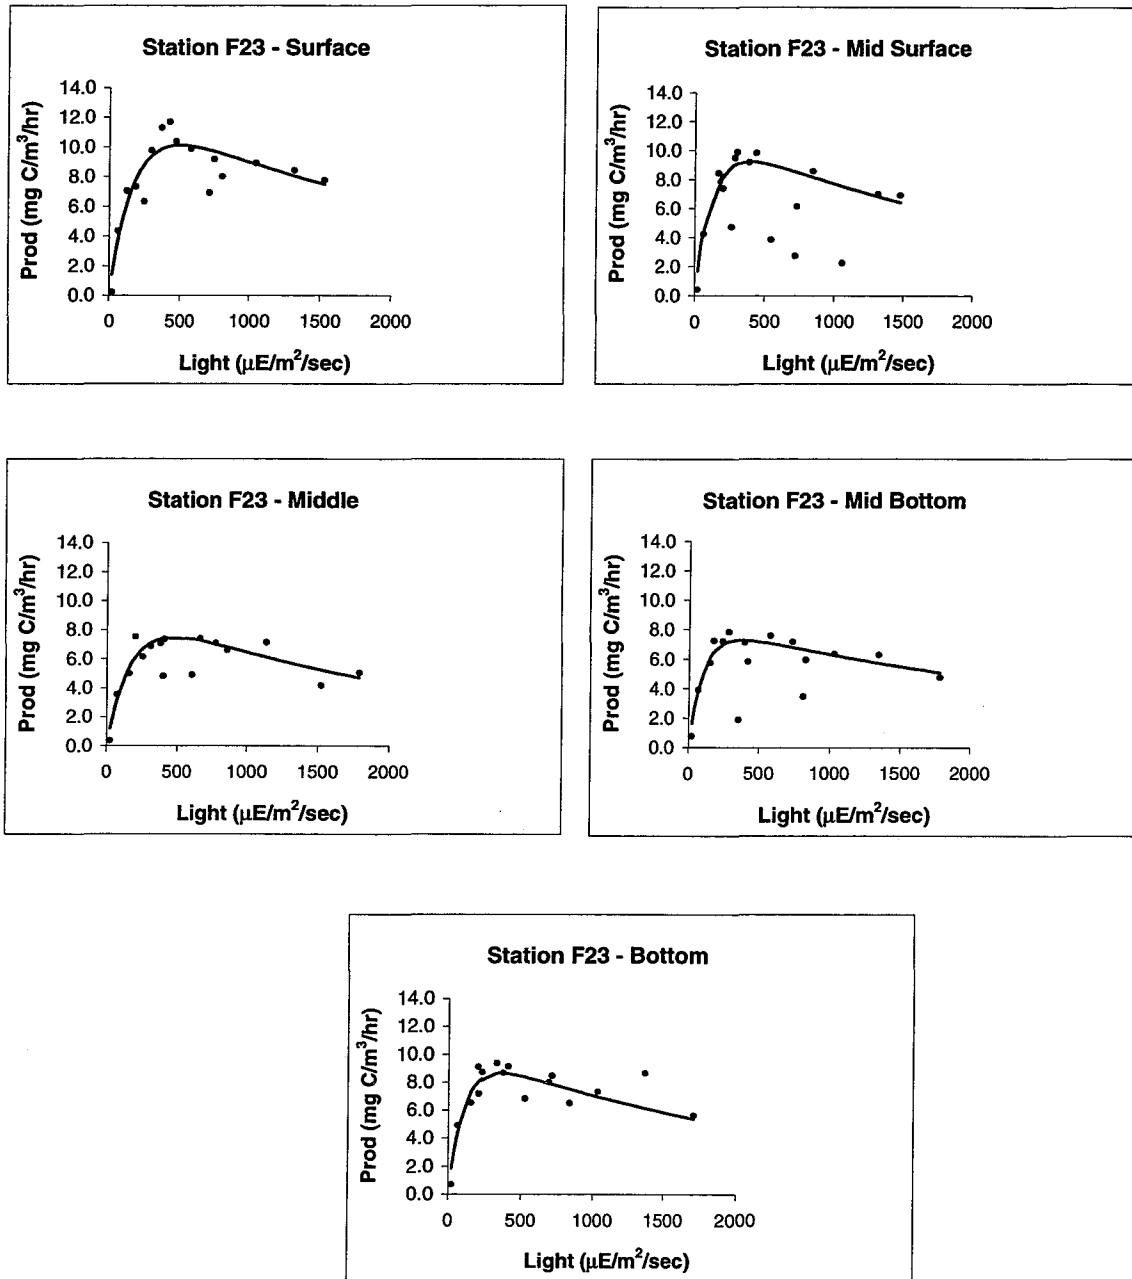 Station F23 - Surface
14.0
12.0
10.0
8.0
6.0
4.0
2.0
0.0
Prod (mg C/m³/hr)
0 500 1000 1500 2000
Light (µE/m²/sec)
Station F23 - Mid Surface
14.0
12.0
10.0
8.0
6.0
4.0
2.0
0.0
Prod (mg C/m³/hr)
0 500 1000 1500 2000
Light (µE/m²/sec)
Station F23 - Middle
14.0
12.0
10.0
8.0
6.0
4.0
2.0
0.0
Prod (mg C/m³/hr)
0 500 1000 1500 2000
Light (µE/m²/sec)
Station F23 - Mid Bottom
14.0
12.0
10.0
8.0
6.0
4.0
2.0
0.0
Prod (mg C/m³/hr)
0 500 1000 1500 2000
Light (µE/m²/sec)
Station F23 - Bottom
14.0
12.0
10.0
8.0
6.0
4.0
2.0
0.0
Prod (mg C/m³/hr)
0 500 1000 1500 2000
Light (µE/m²/sec)